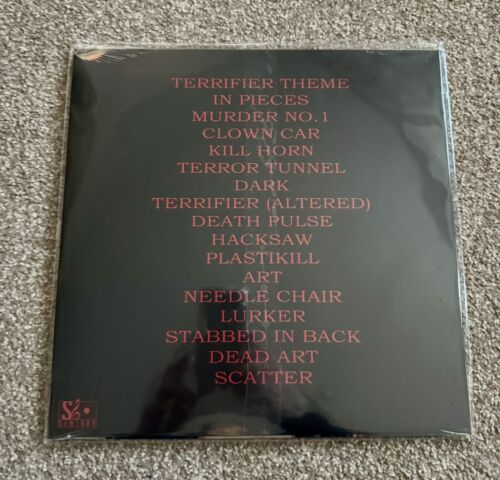 TERRIFIER THEME
IN PIECES
MURDER NO.1
CLOWN CAR
KILL HORN
TERROR TUNNEL
DARK
TERRIFIER (ALTERED)
DEATH PULSE
HACKSAW
PLASTIKILL
ART
NEEDLE CHAIR
LURKER
STABBED IN BACK
DEAD ART
SCATTER